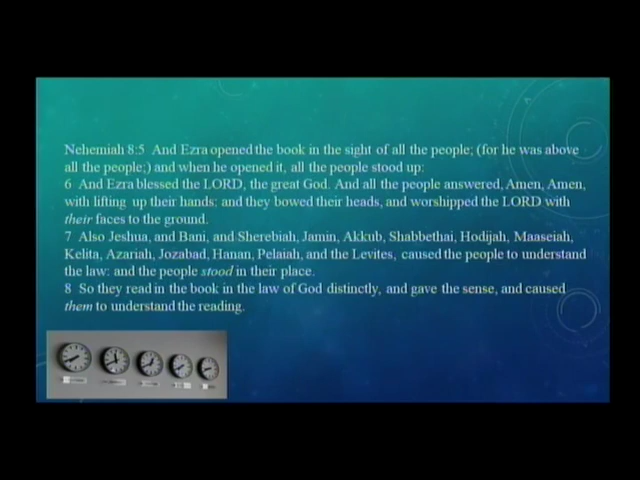 Nehemiah 8:5  And Ezra opened the book in the sight of all the people; (for he was above
all the people;) and when he opened it, all the people stood up:
6  And Ezra blessed the LORD, the great God. And all the people answered, Amen, Amen,
with lifting up their hands: and they bowed their heads, and worshipped the LORD with
their faces to the ground.
7  Also Jeshua, and Bani, and Sherebiah, Jamin, Akkub, Shabbethai, Hodijah, Maaseiah,
Kelita, Azariah, Jozabad, Hanan, Pelaiah, and the Levites, caused the people to understand
the law: and the people stood in their place.
8  So they read in the book in the law of God distinctly, and gave the sense, and caused
them to understand the reading.